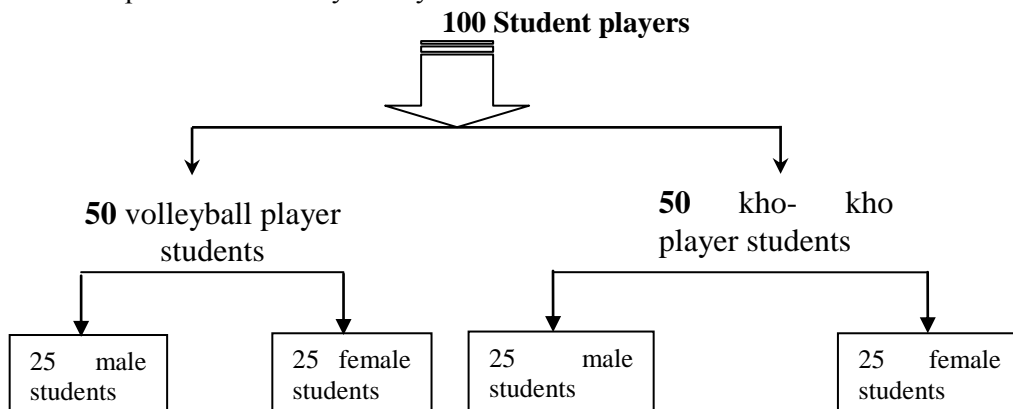 100 Student players
50 volleyball player
students
50 kho- kho
player students
25 male
students
25 female
students
25 male
students
25 female
students